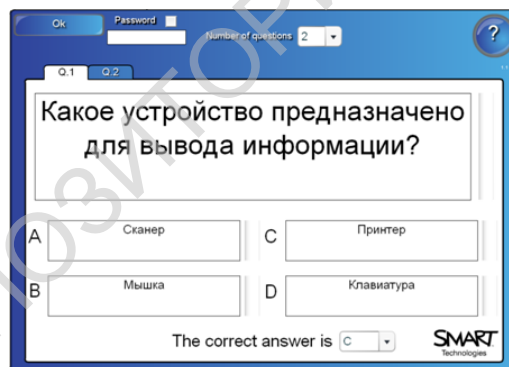 Ok
Password
Number of questions 2
?
Q.1 Q.2
Какое устройство предназначено
для вывода информации?
A Сканер
C Принтер
B Мышка
D Клавиатура
The correct answer is C
SMART
Technologies